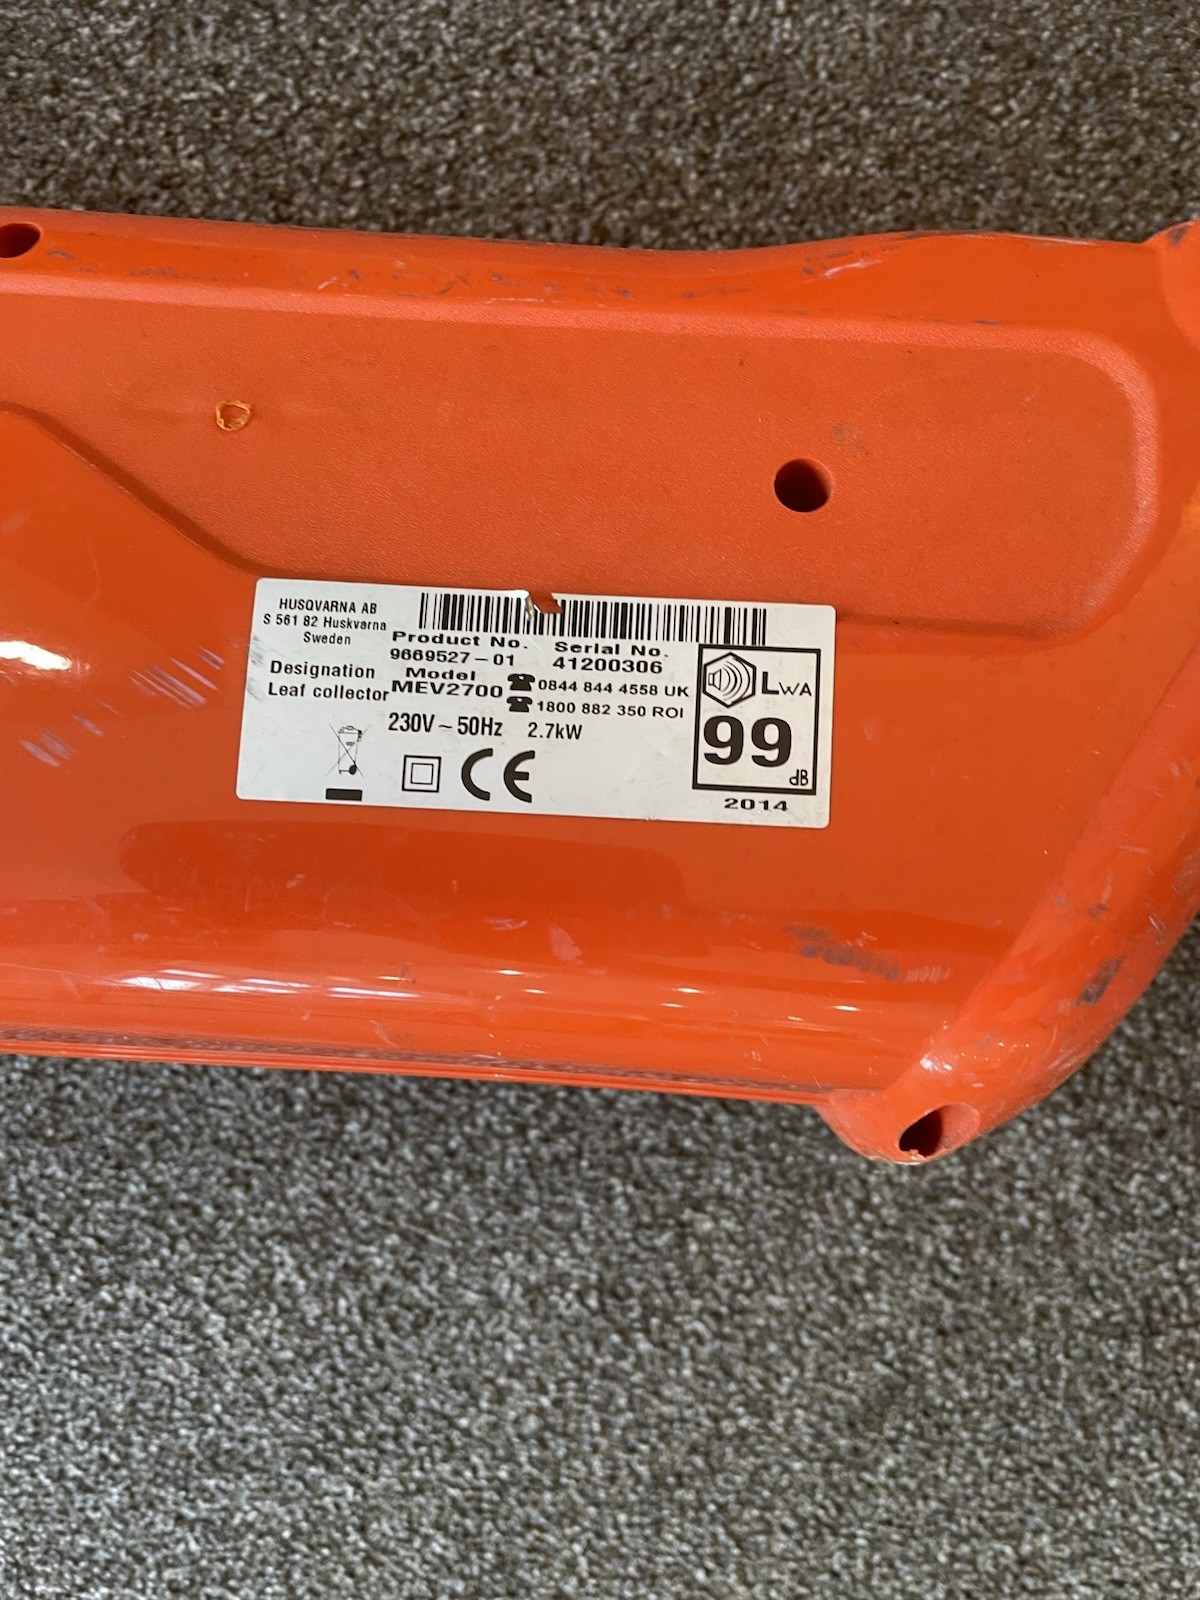 HUSQVARNA AB
S 561 82 Huskvarna
Sweden
Product No.
9669527-01
Serial No.
41200306
Designation
Leaf collector
Model
MEV2700
0844 844 4558 UK
1800 882 350 ROI
230V~50Hz 2.7kW
CE
LWA
99
dB
2014